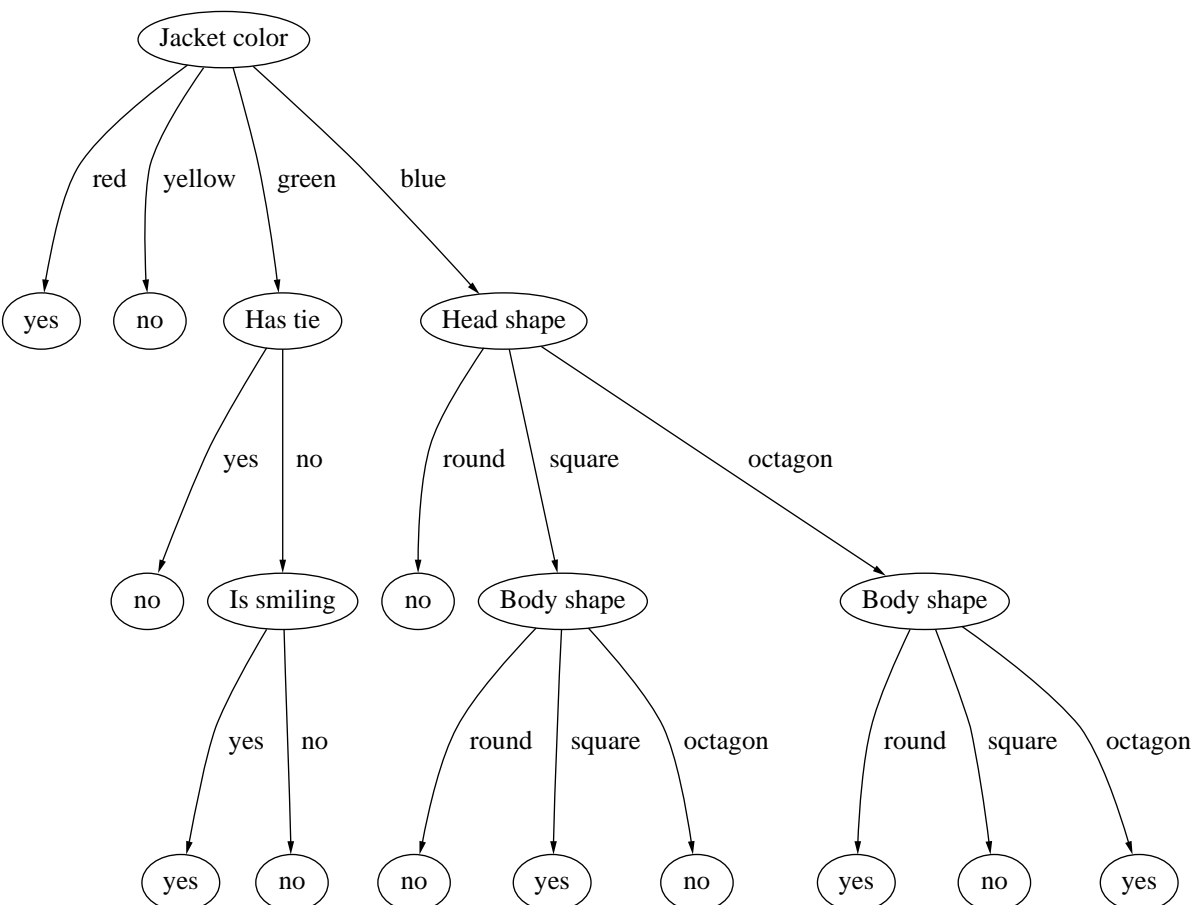 Jacket color
red yellow green blue
yes no Has tie Head shape
yes no round square octagon
no Is smiling no Body shape Body shape
yes no round square octagon round square octagon
yes no no yes no yes no yes